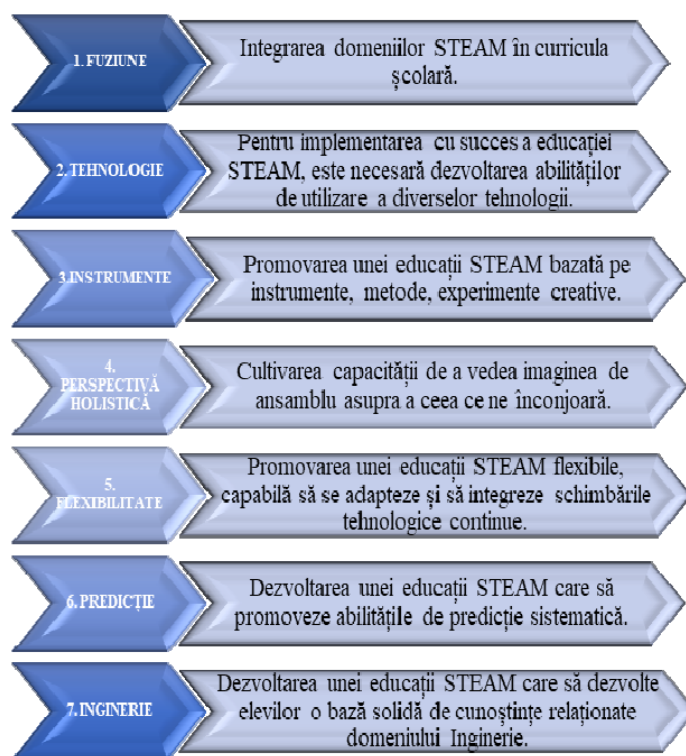 1. FUZIUNE
Integrarea domeniilor STEAM în curricula
școlară.
2. TEHNOLOGIE
Pentru implementarea cu succes a educației
STEAM, este necesară dezvoltarea abilităților
de utilizare a diverselor tehnologii.
3.INSTRUMENTE
Promovarea unei educații STEAM bazată pe
instrumente, metode, experimente creative.
4.
PERSPECTIVĂ
HOLISTICĂ
Cultivarea capacității de a vedea imaginea de
ansamblu asupra a ceea ce ne înconjoară.
5.
FLEXIBILITATE
Promovarea unei educații STEAM flexibile,
capabilă să se adapteze și să integreze schimbările
tehnologice continue.
6. PREDICȚIE
Dezvoltarea unei educații STEAM care să
promoveze abilitățile de predicție sistematică.
7. INGINERIE
Dezvoltarea unei educații STEAM care să dezvolte
elevilor o bază solidă de cunoștințe relaționate
domeniului Inginerie.